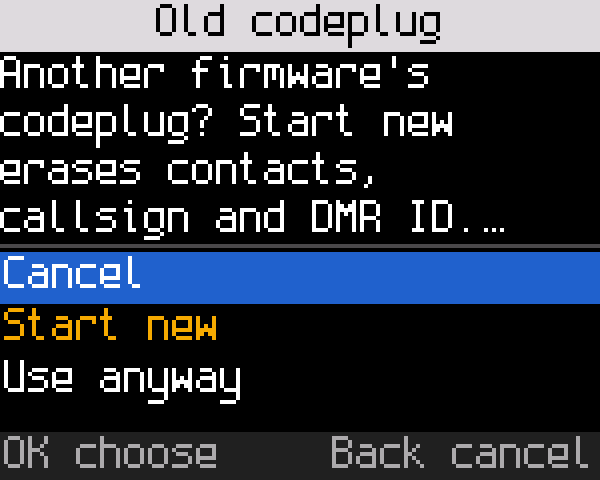 Old codeplug
Another firmware's
codeplug? Start new
erases contacts,
callsign and DMR ID.…
Cancel
Start new
Use anyway
OK choose Back cancel